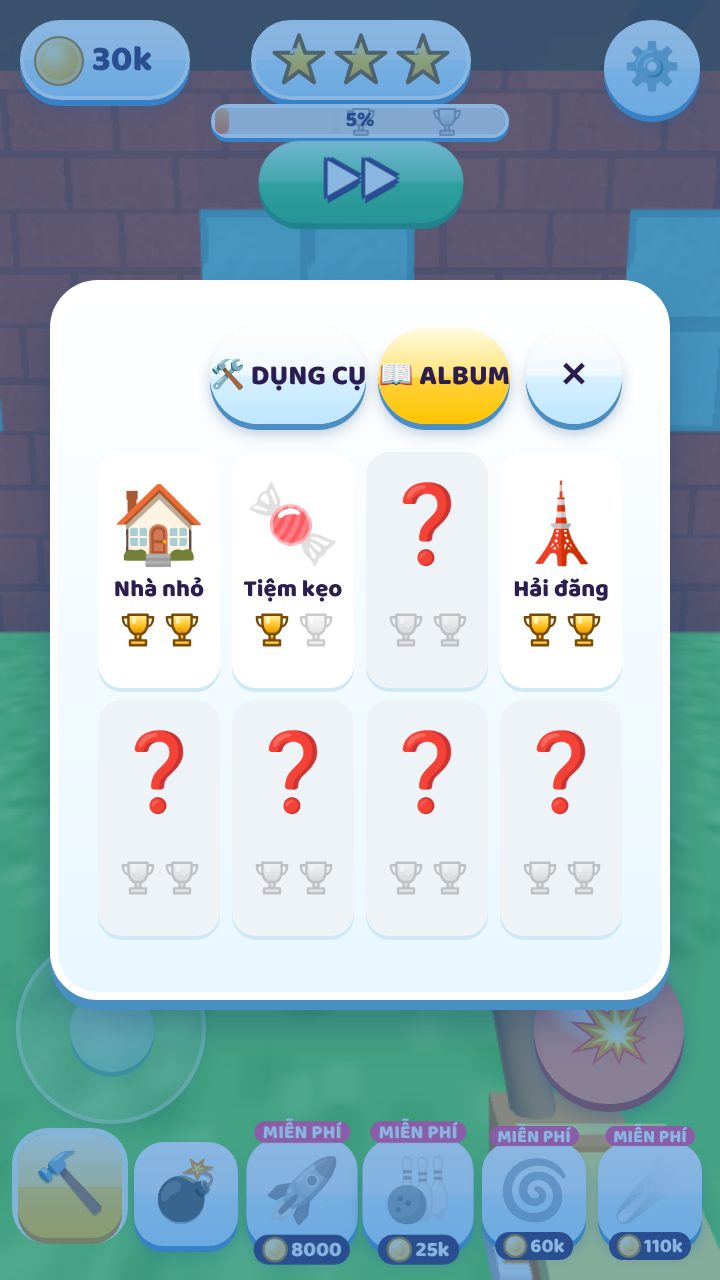 30k
5%
🛠️ DỤNG CỤ
📖 ALBUM
✕
Nhà nhỏ
Tiệm kẹo
❓
Hải đăng
❓
❓
❓
❓
MIỄN PHÍ
MIỄN PHÍ
MIỄN PHÍ
MIỄN PHÍ
8000
25k
60k
110k